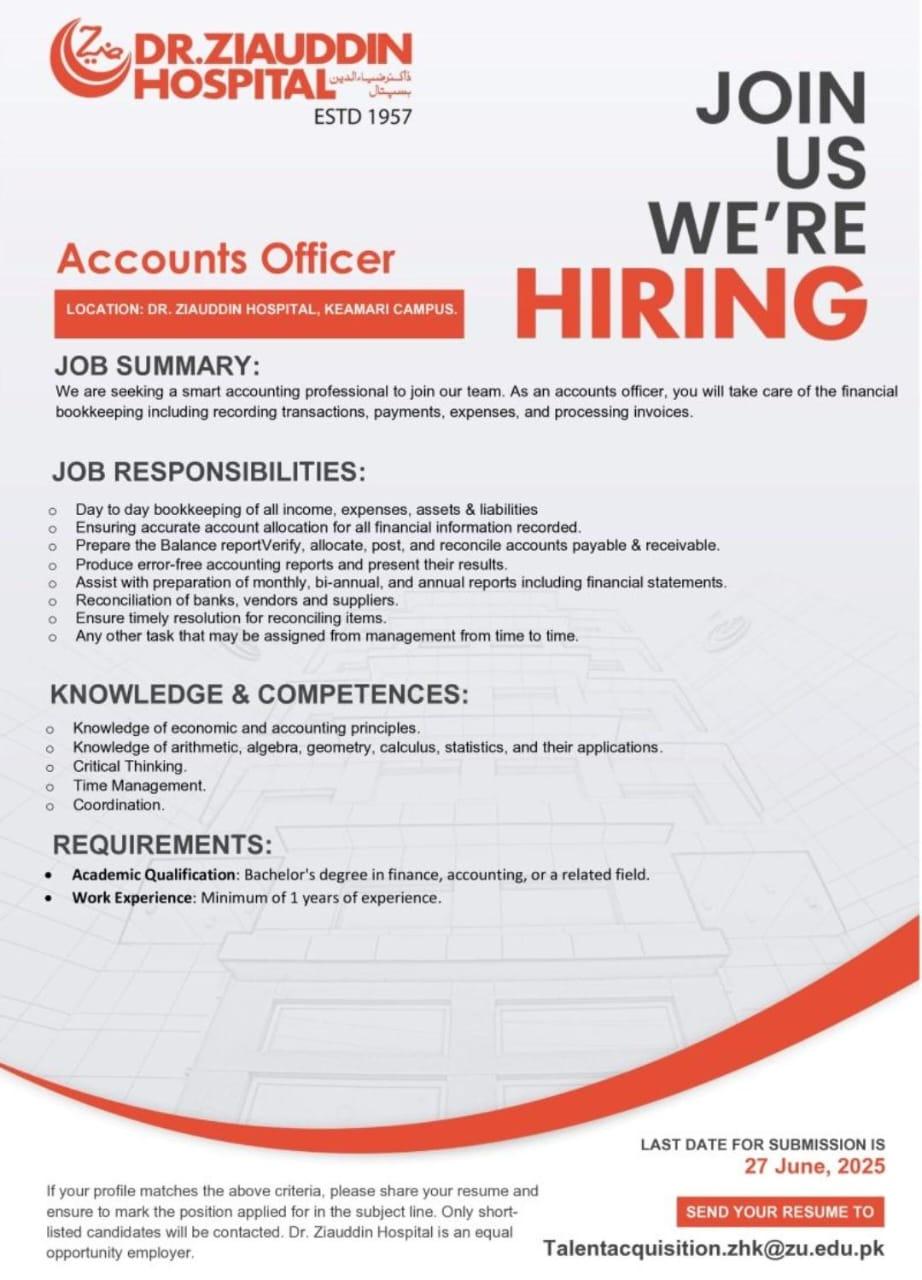 ضیاء
DR.ZIAUDDIN
HOSPITAL
ڈاکٹر ضیاء الدین
ہسپتال
ESTD 1957
JOIN
US
WE'RE
HIRING
Accounts Officer
LOCATION: DR. ZIAUDDIN HOSPITAL, KEAMARI CAMPUS.
JOB SUMMARY:
We are seeking a smart accounting professional to join our team. As an accounts officer, you will take care of the financial
bookkeeping including recording transactions, payments, expenses, and processing invoices.
JOB RESPONSIBILITIES:
o Day to day bookkeeping of all income, expenses, assets & liabilities
o Ensuring accurate account allocation for all financial information recorded.
o Prepare the Balance reportVerify, allocate, post, and reconcile accounts payable & receivable.
o Produce error-free accounting reports and present their results.
o Assist with preparation of monthly, bi-annual, and annual reports including financial statements.
o Reconciliation of banks, vendors and suppliers.
o Ensure timely resolution for reconciling items.
o Any other task that may be assigned from management from time to time.
KNOWLEDGE & COMPETENCES:
o Knowledge of economic and accounting principles.
o Knowledge of arithmetic, algebra, geometry, calculus, statistics, and their applications.
o Critical Thinking.
o Time Management.
o Coordination.
REQUIREMENTS:
• Academic Qualification: Bachelor's degree in finance, accounting, or a related field.
• Work Experience: Minimum of 1 years of experience.
LAST DATE FOR SUBMISSION IS
27 June, 2025
If your profile matches the above criteria, please share your resume and
ensure to mark the position applied for in the subject line. Only short-
listed candidates will be contacted. Dr. Ziauddin Hospital is an equal
opportunity employer.
SEND YOUR RESUME TO
Talentacquisition.zhk@zu.edu.pk